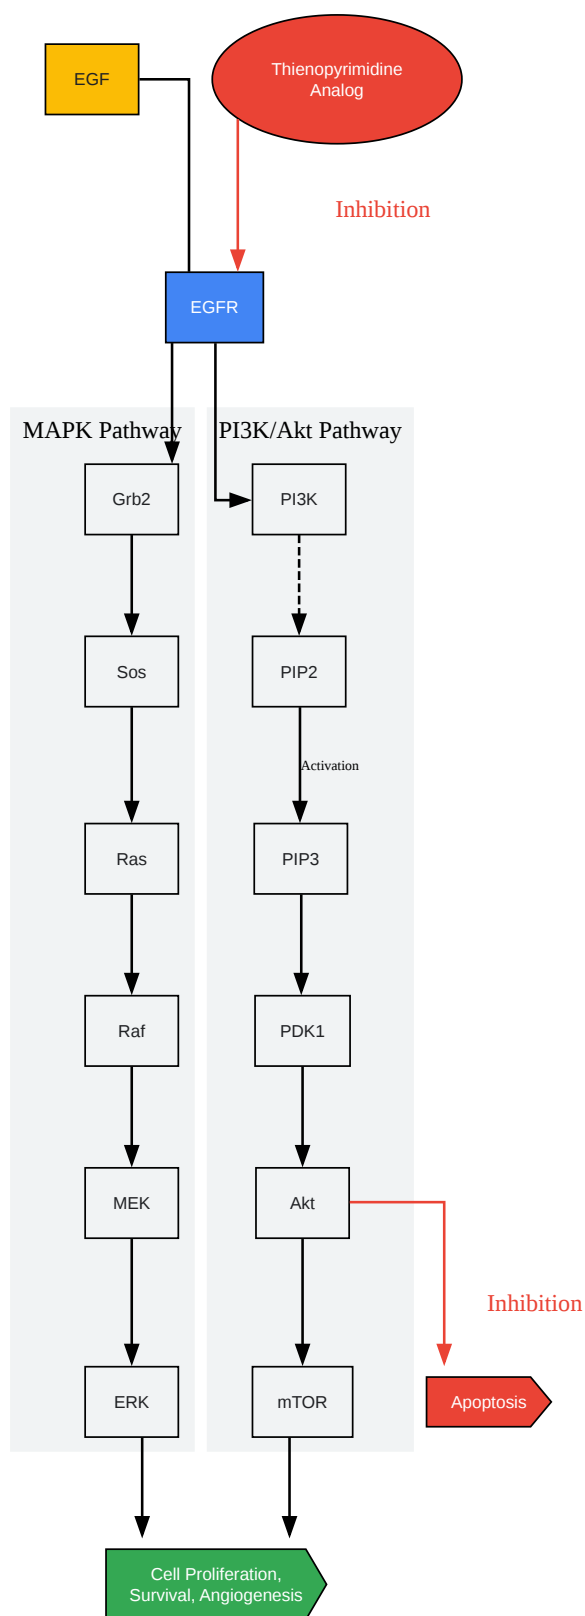 EGF
Thienopyrimidine
Analog
Inhibition
EGFR
MAPK Pathway
PI3K/Akt Pathway
Grb2
PI3K
Sos
PIP2
Activation
Ras
PIP3
Raf
PDK1
MEK
Akt
Inhibition
ERK
mTOR
Apoptosis
Cell Proliferation,
Survival, Angiogenesis